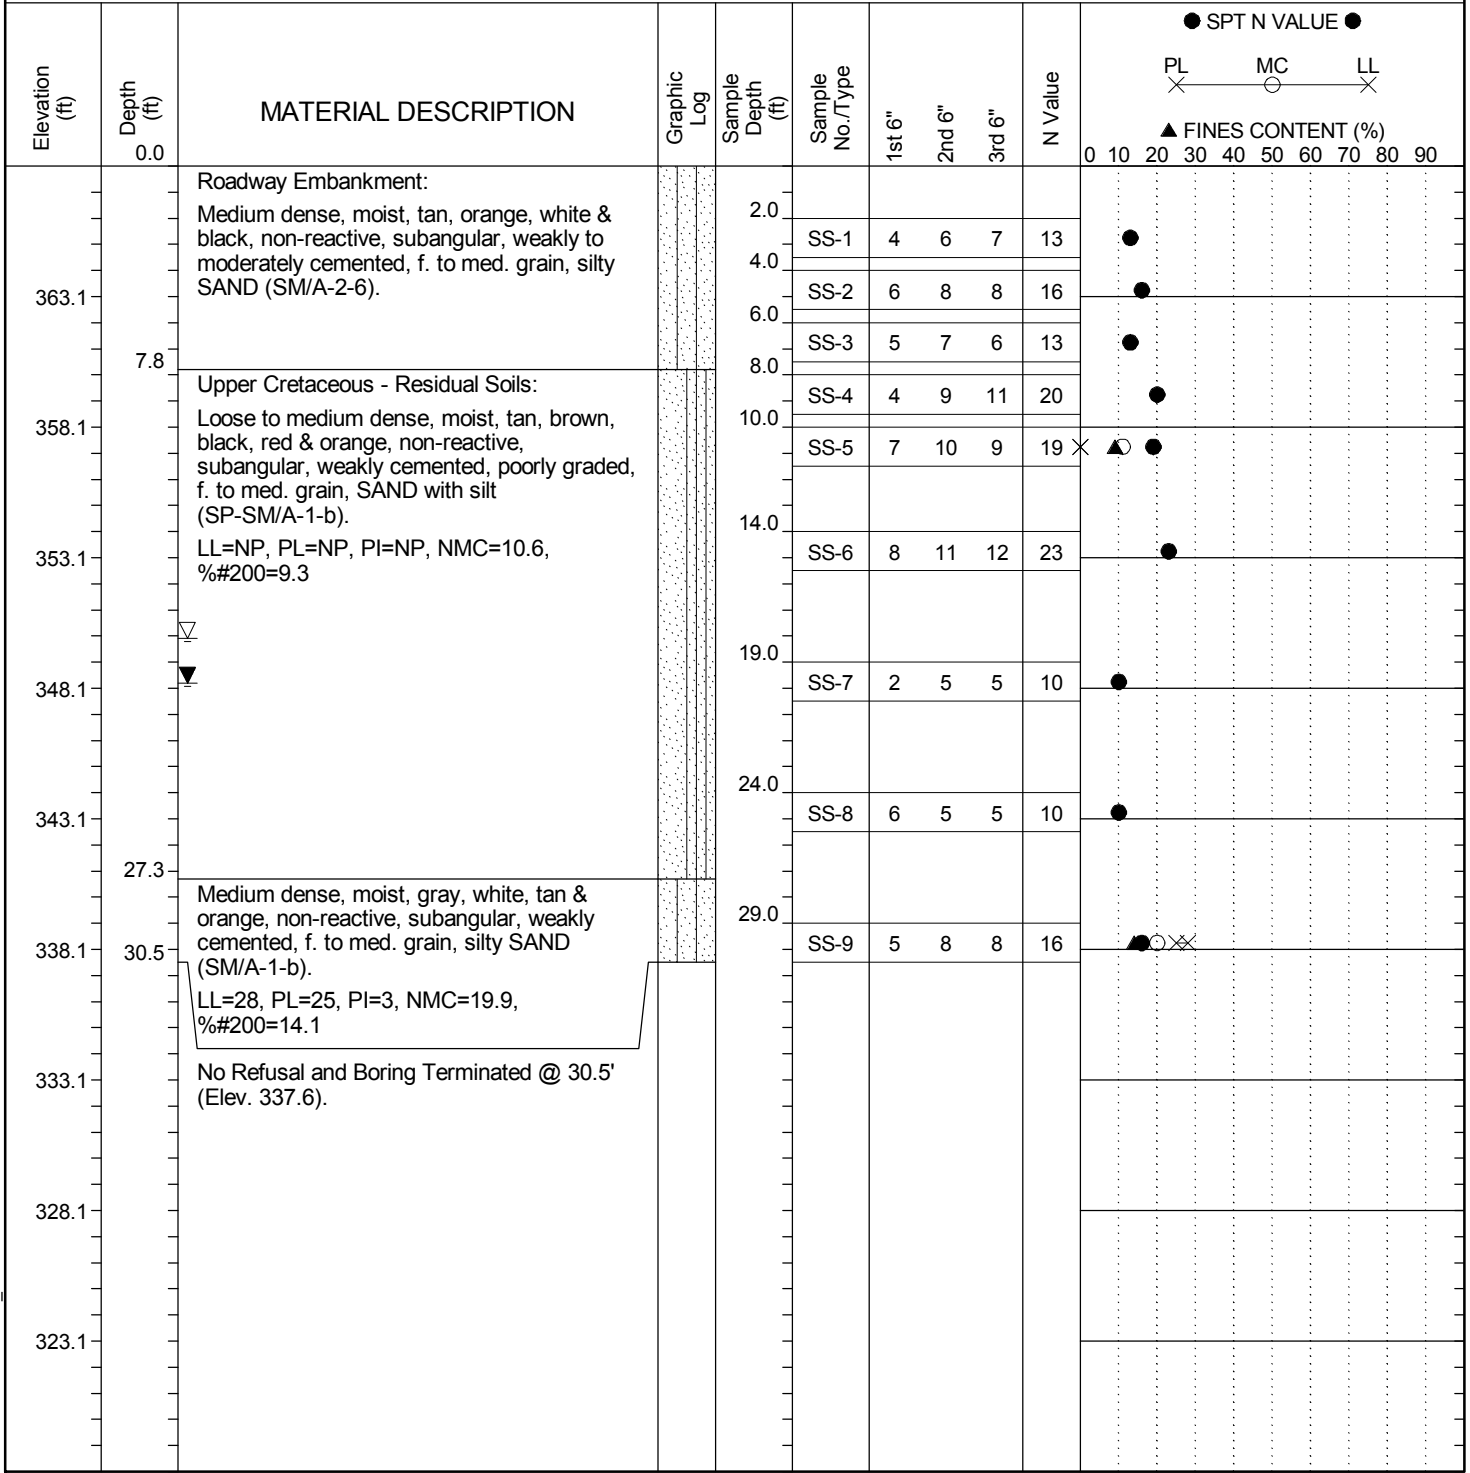 ● SPT N VALUE ●
PL MC LL
▲ FINES CONTENT (%)
0 10 20 30 40 50 60 70 80 90
Elevation (ft)
Depth (ft)
0.0
MATERIAL DESCRIPTION
Graphic Log
Sample Depth (ft)
Sample No./Type
1st 6"
2nd 6"
3rd 6"
N Value
Roadway Embankment:
Medium dense, moist, tan, orange, white &
black, non-reactive, subangular, weakly to
moderately cemented, f. to med. grain, silty
SAND (SM/A-2-6).
2.0
SS-1 4 6 7 13
4.0
363.1
SS-2 6 8 8 16
6.0
SS-3 5 7 6 13
7.8
8.0
Upper Cretaceous - Residual Soils:
Loose to medium dense, moist, tan, brown,
black, red & orange, non-reactive,
subangular, weakly cemented, poorly graded,
f. to med. grain, SAND with silt
(SP-SM/A-1-b).
LL=NP, PL=NP, PI=NP, NMC=10.6,
%#200=9.3
SS-4 4 9 11 20
10.0
358.1
SS-5 7 10 9 19
14.0
353.1
SS-6 8 11 12 23
19.0
348.1
SS-7 2 5 5 10
24.0
343.1
SS-8 6 5 5 10
27.3
Medium dense, moist, gray, white, tan &
orange, non-reactive, subangular, weakly
cemented, f. to med. grain, silty SAND
(SM/A-1-b).
LL=28, PL=25, PI=3, NMC=19.9,
%#200=14.1
29.0
338.1
30.5
SS-9 5 8 8 16
No Refusal and Boring Terminated @ 30.5'
(Elev. 337.6).
333.1
328.1
323.1